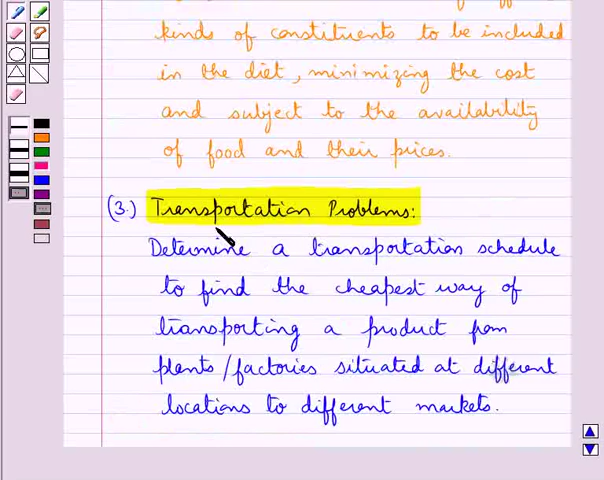 kinds of constituents to be included
in the diet, minimizing the cost
and subject to the availability
of food and their prices.
(3.) Transportation Problems:
Determine a transportation schedule
to find the cheapest way of
transporting a product from
plants/factories situated at different
locations to different markets.